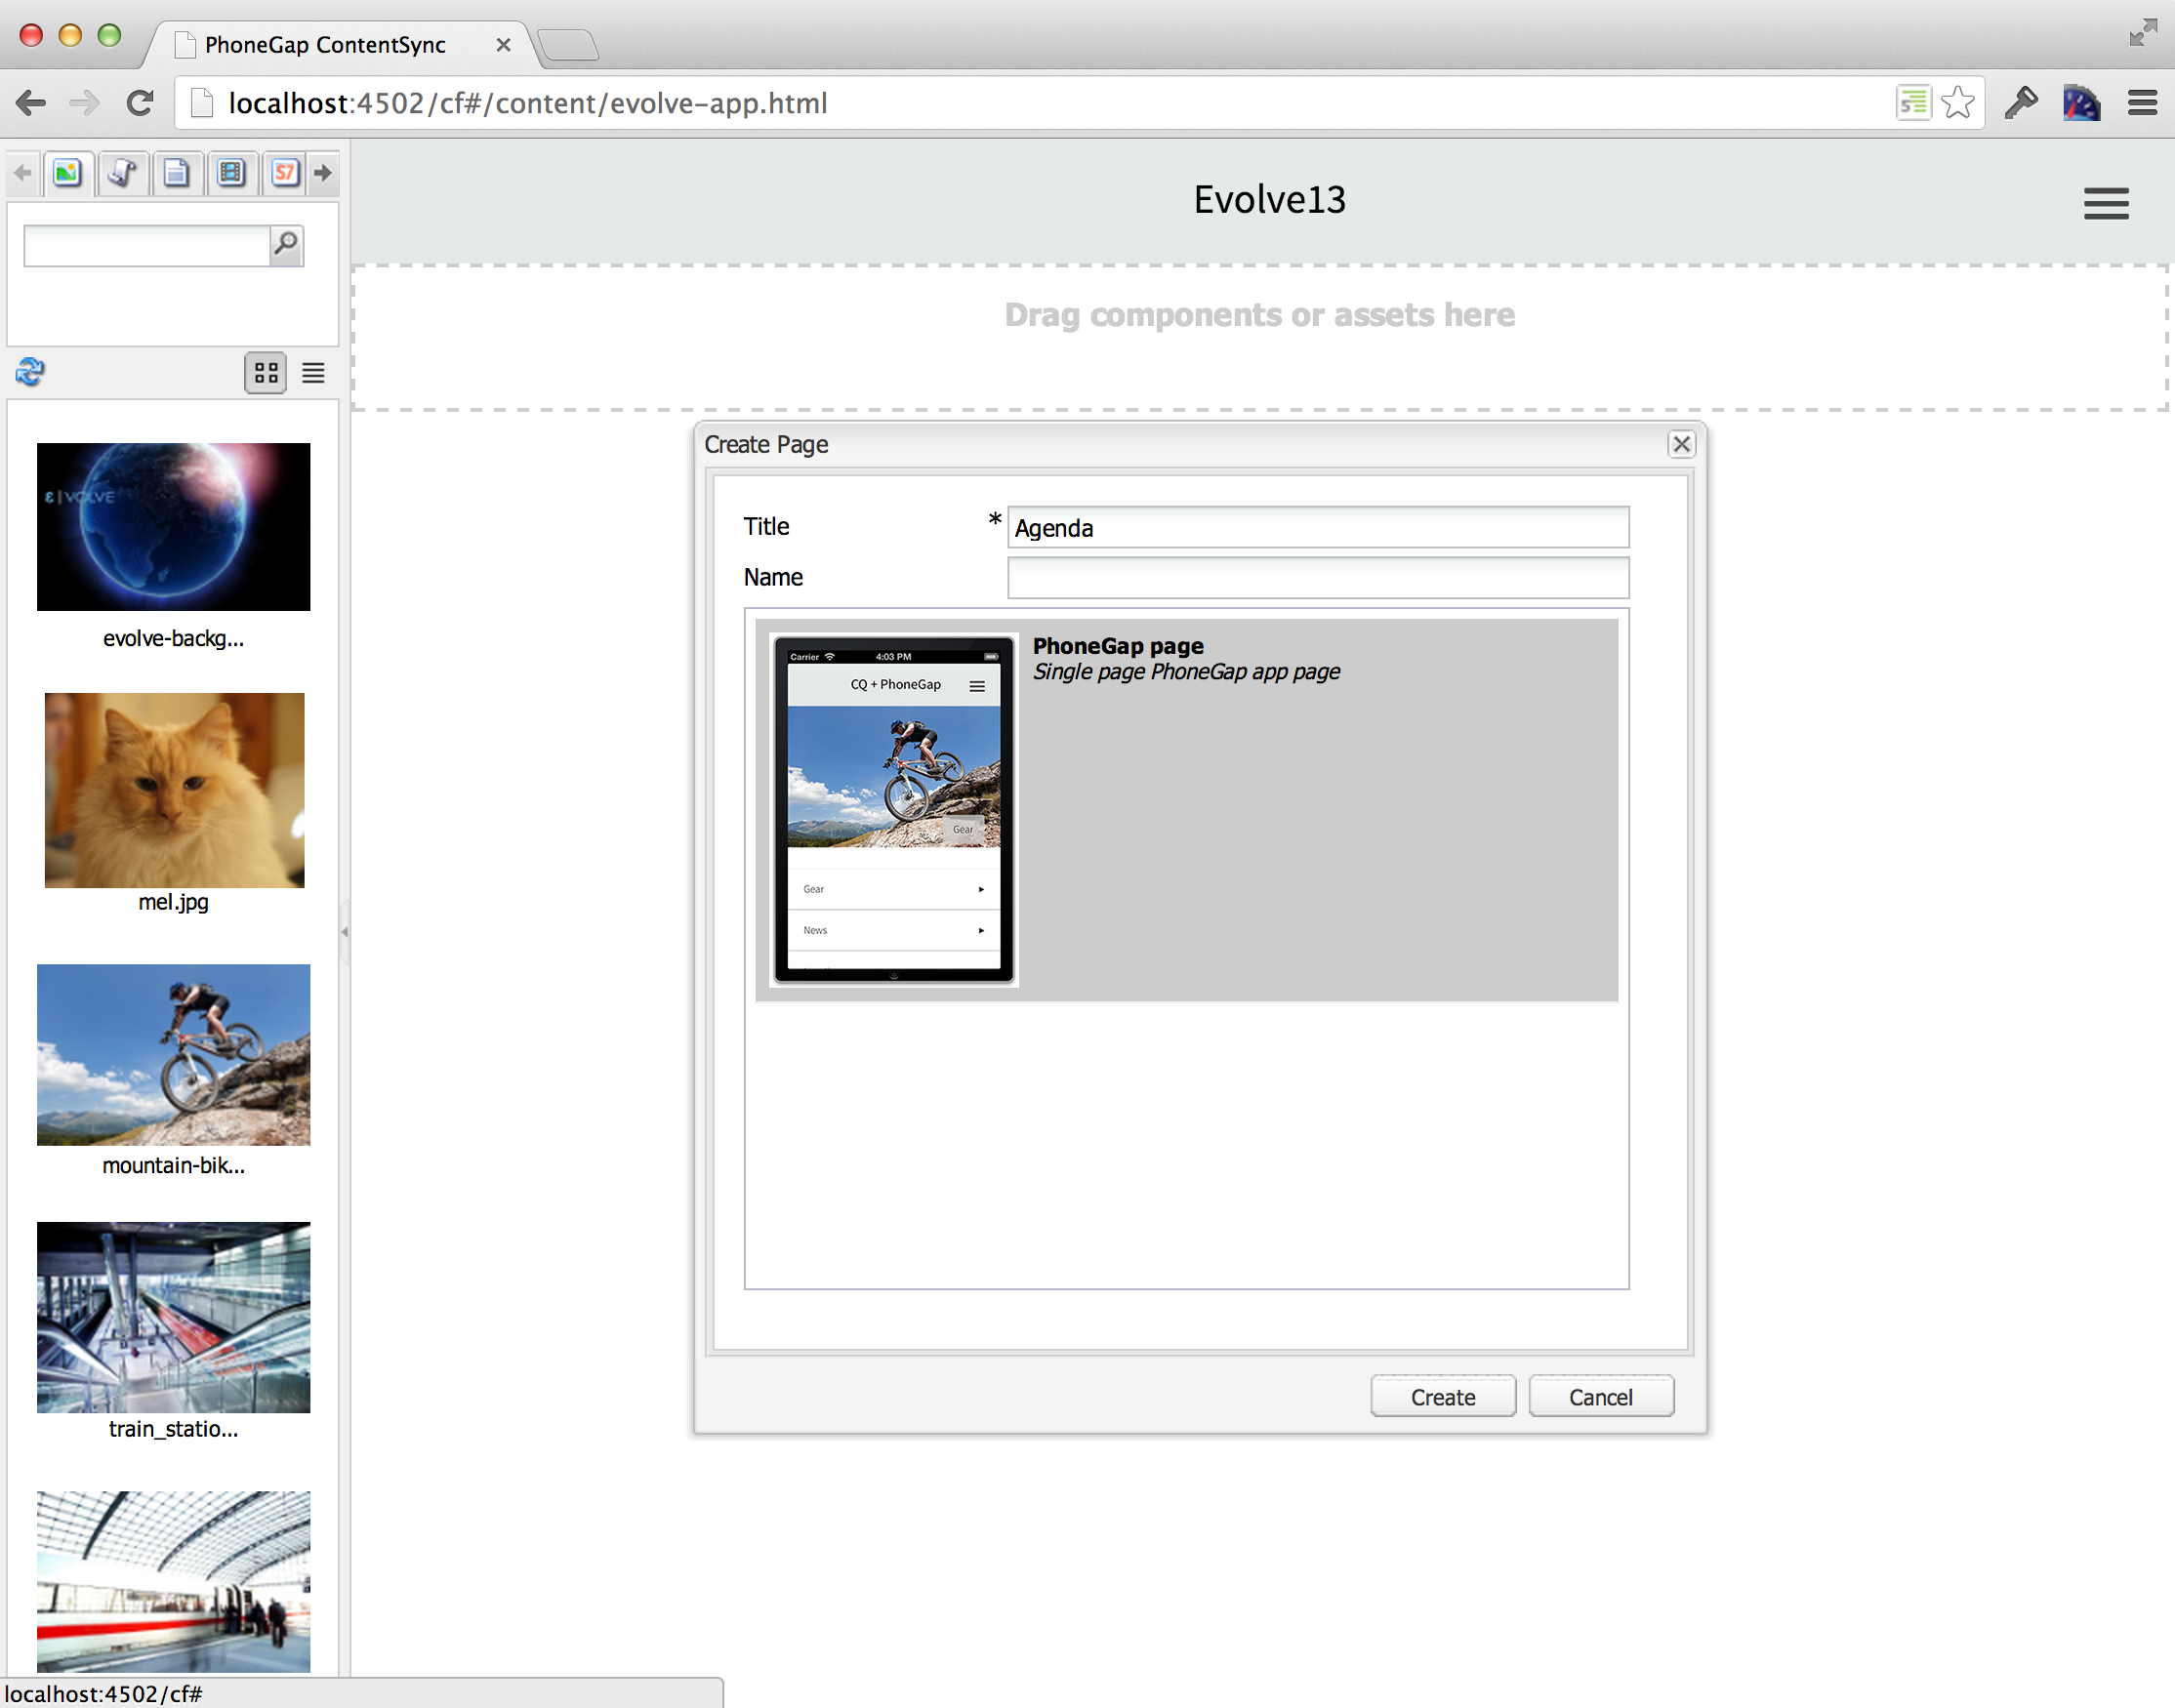 PhoneGap ContentSync
localhost:4502/cf#/content/evolve-app.html
S7
Evolve13
Drag components or assets here
ε|VOLVE
evolve-backg...
mel.jpg
mountain-bik...
train_statio...
Create Page
Title * Agenda
Name
Carrier 4:03 PM
CQ + PhoneGap
Gear
Gear
News
PhoneGap page
Single page PhoneGap app page
Create Cancel
localhost:4502/cf#